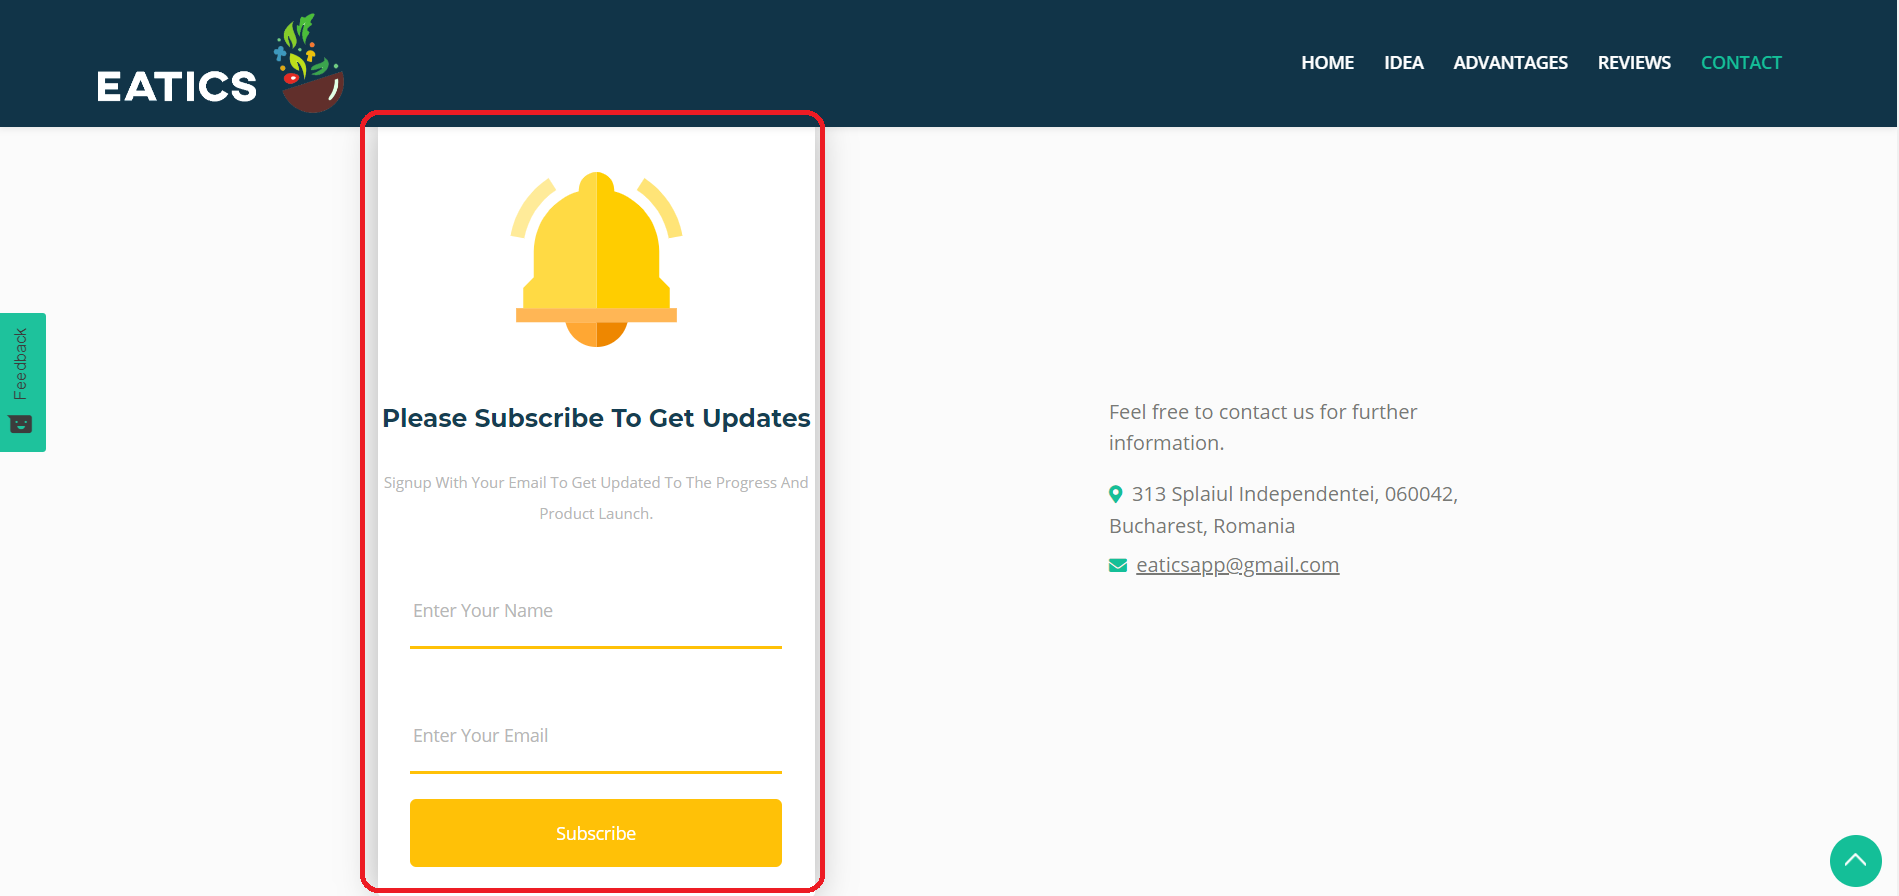 EATICS
HOME IDEA ADVANTAGES REVIEWS CONTACT
Feedback
Please Subscribe To Get Updates
Signup With Your Email To Get Updated To The Progress And
Product Launch.
Enter Your Name
Enter Your Email
Subscribe
Feel free to contact us for further
information.
313 Splaiul Independentei, 060042,
Bucharest, Romania
eaticsapp@gmail.com